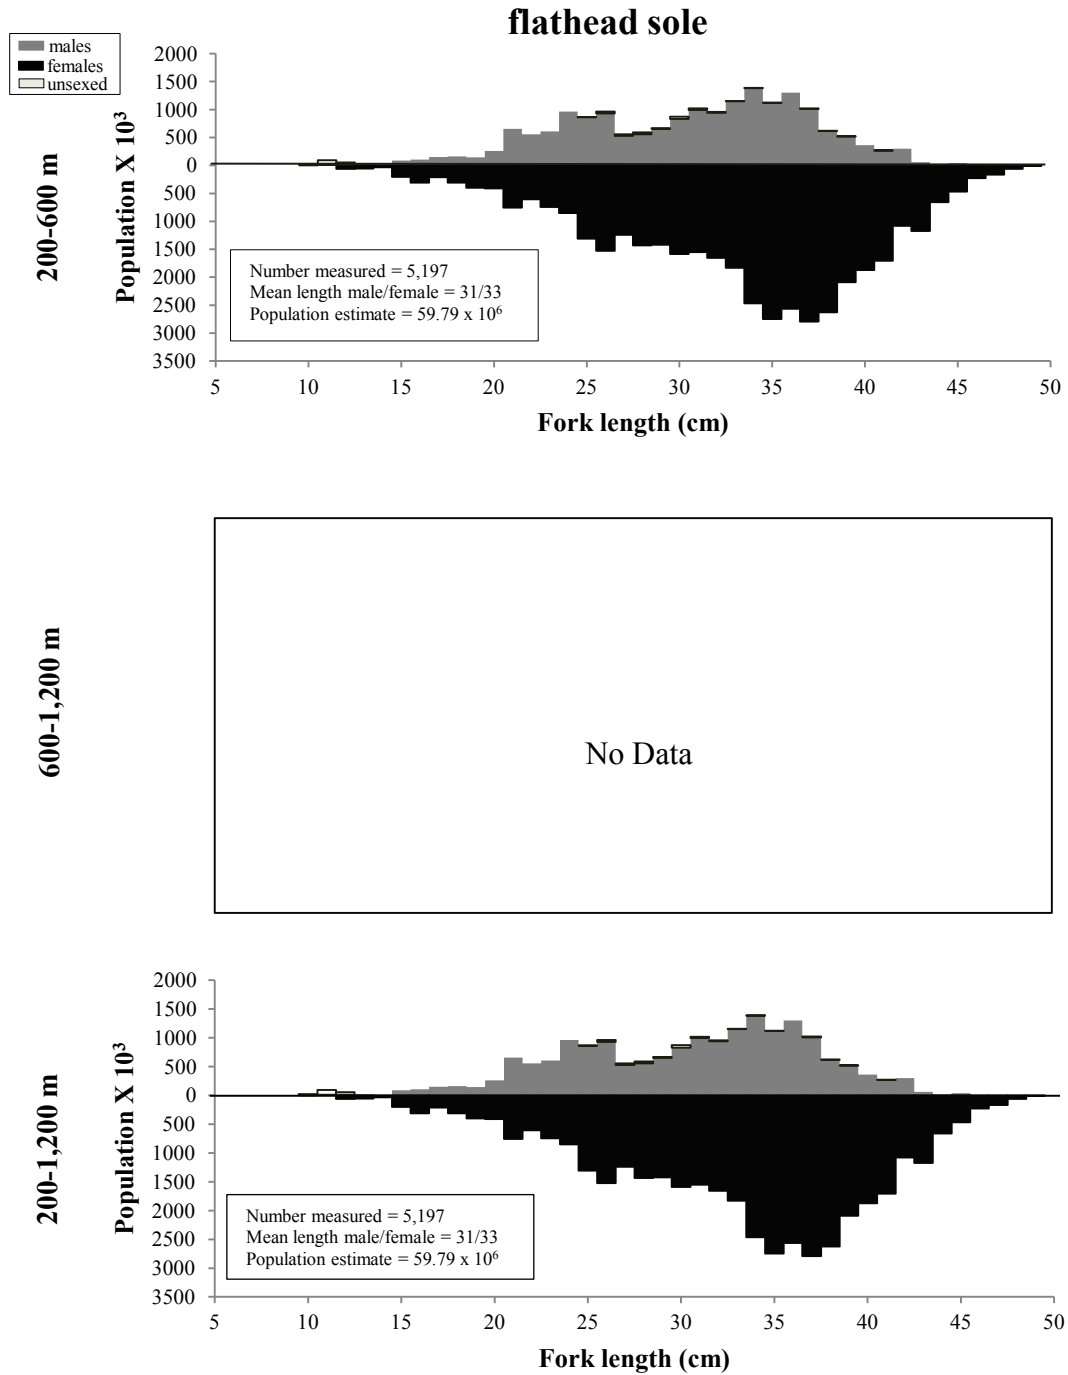 flathead sole
males
females
unsexed
200-600 m
Population X 10³
2000
1500
1000
500
0
500
1000
1500
2000
2500
3000
3500
Number measured = 5,197
Mean length male/female = 31/33
Population estimate = 59.79 x 10⁶
5 10 15 20 25 30 35 40 45 50
Fork length (cm)
600-1,200 m
No Data
200-1,200 m
Population X 10³
2000
1500
1000
500
0
500
1000
1500
2000
2500
3000
3500
Number measured = 5,197
Mean length male/female = 31/33
Population estimate = 59.79 x 10⁶
5 10 15 20 25 30 35 40 45 50
Fork length (cm)